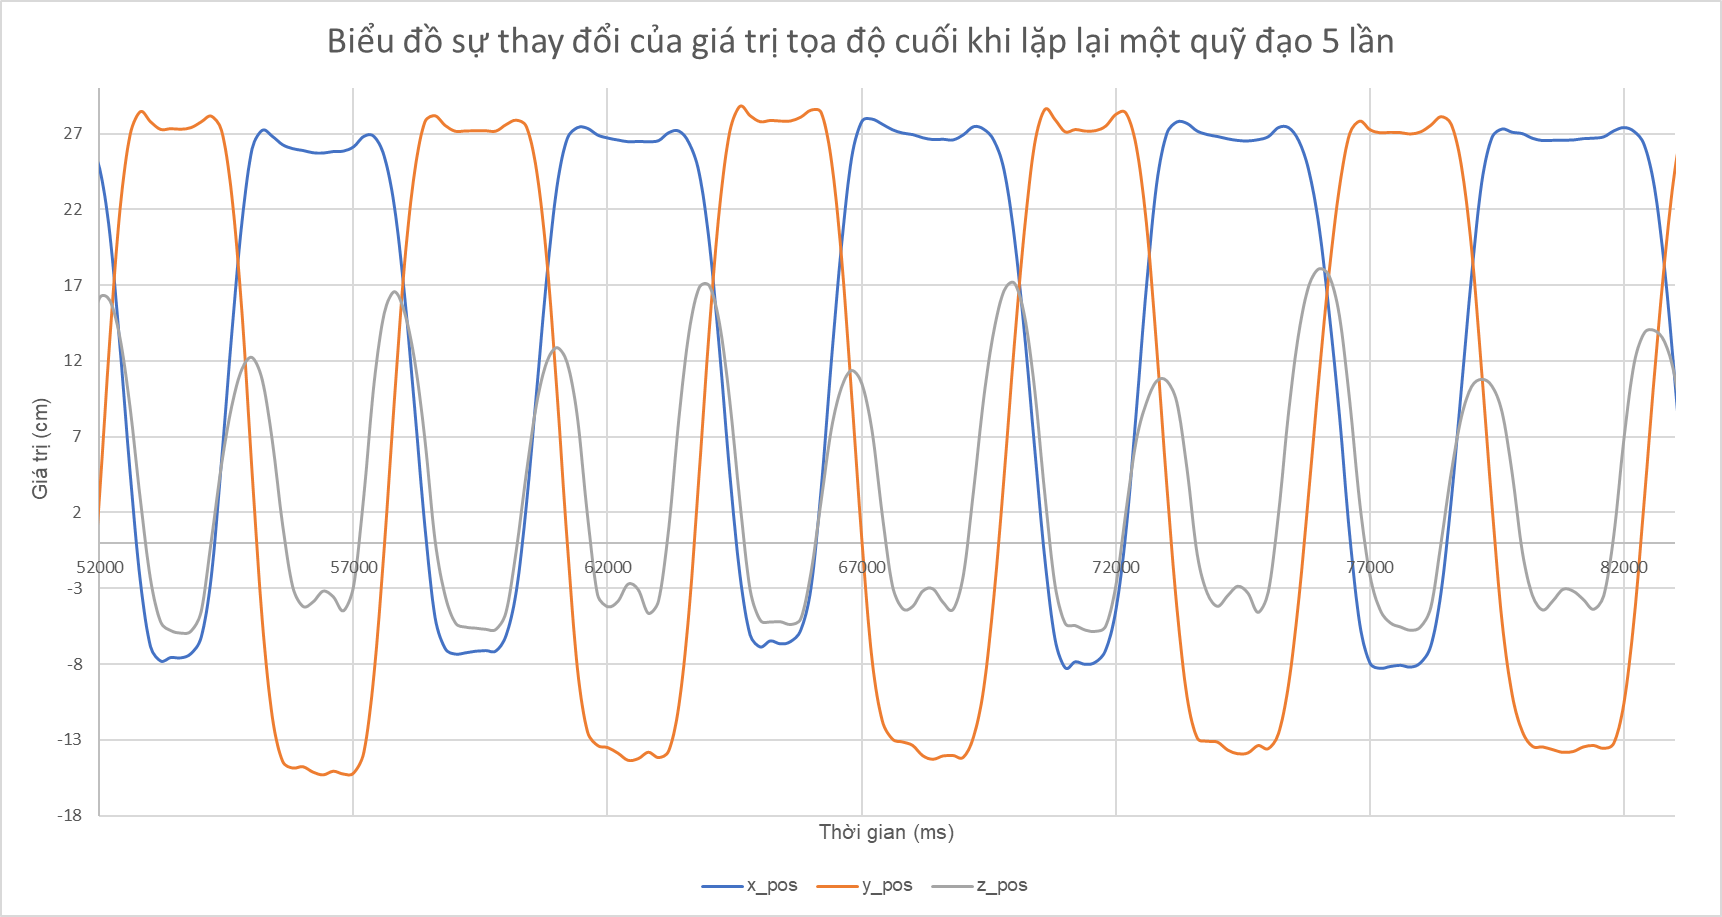 Biểu đồ sự thay đổi của giá trị tọa độ cuối khi lặp lại một quỹ đạo 5 lần
27
22
17
12
7
2
-3
-8
-13
-18
Giá trị (cm)
52000 57000 62000 67000 72000 77000 82000
Thời gian (ms)
x_pos y_pos z_pos